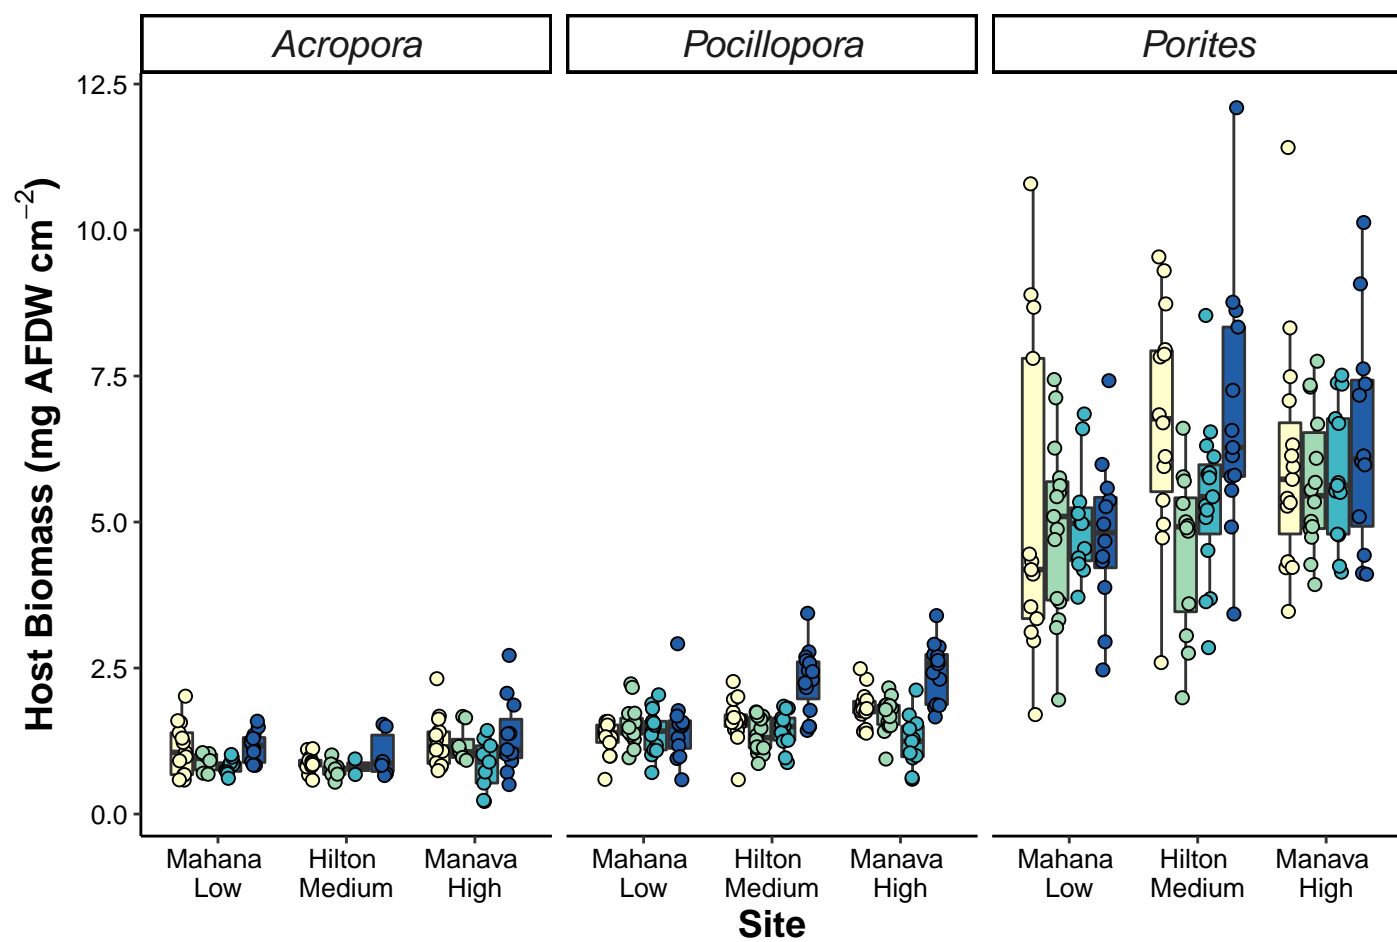 Acropora
Pocillopora
Porites
12.5
10.0
7.5
5.0
2.5
0.0
Host Biomass (mg AFDW cm⁻²)
Mahana
Low
Hilton
Medium
Manava
High
Mahana
Low
Hilton
Medium
Manava
High
Mahana
Low
Hilton
Medium
Manava
High
Site